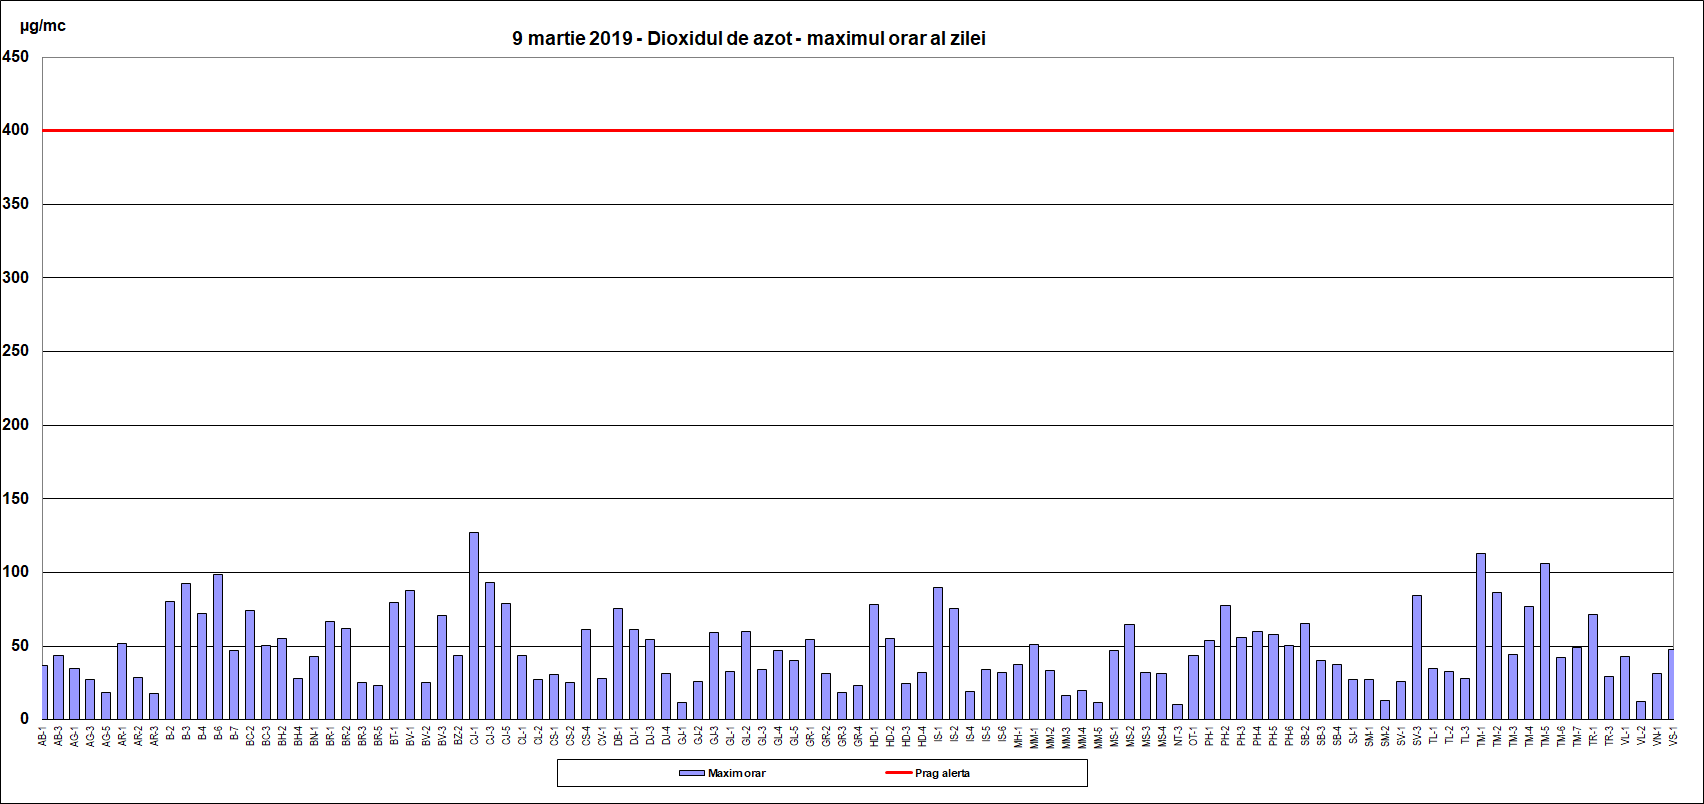 µg/mc
9 martie 2019 - Dioxidul de azot - maximul orar al zilei
450
400
350
300
250
200
150
100
50
0
AB-1 AB-3 AG-1 AG-3 AG-5 AR-1 AR-2 AR-3 B-2 B-3 B-4 B-6 B-7 BC-2 BC-3 BH-2 BH-4 BN-1 BR-1 BR-2 BR-3 BR-5 BT-1 BV-1 BV-2 BV-3 BZ-2 CJ-1 CJ-3 CJ-5 CL-1 CL-2 CS-1 CS-2 CS-4 CV-1 DB-1 DJ-1 DJ-3 DJ-4 GJ-1 GJ-2 GJ-3 GL-1 GL-2 GL-3 GL-4 GL-5 GR-1 GR-2 GR-3 GR-4 HD-1 HD-2 HD-3 HD-4 IS-1 IS-2 IS-4 IS-5 IS-6 MH-1 MM-1 MM-2 MM-3 MM-4 MM-5 MS-1 MS-2 MS-3 MS-4 NT-3 OT-1 PH-1 PH-2 PH-3 PH-4 PH-5 PH-6 SB-2 SB-3 SB-4 SJ-1 SM-1 SM-2 SV-1 SV-3 TL-1 TL-2 TL-3 TM-1 TM-2 TM-3 TM-4 TM-5 TM-6 TM-7 TR-1 TR-3 VL-1 VL-2 VN-1 VS-1
Maxim orar Prag alerta